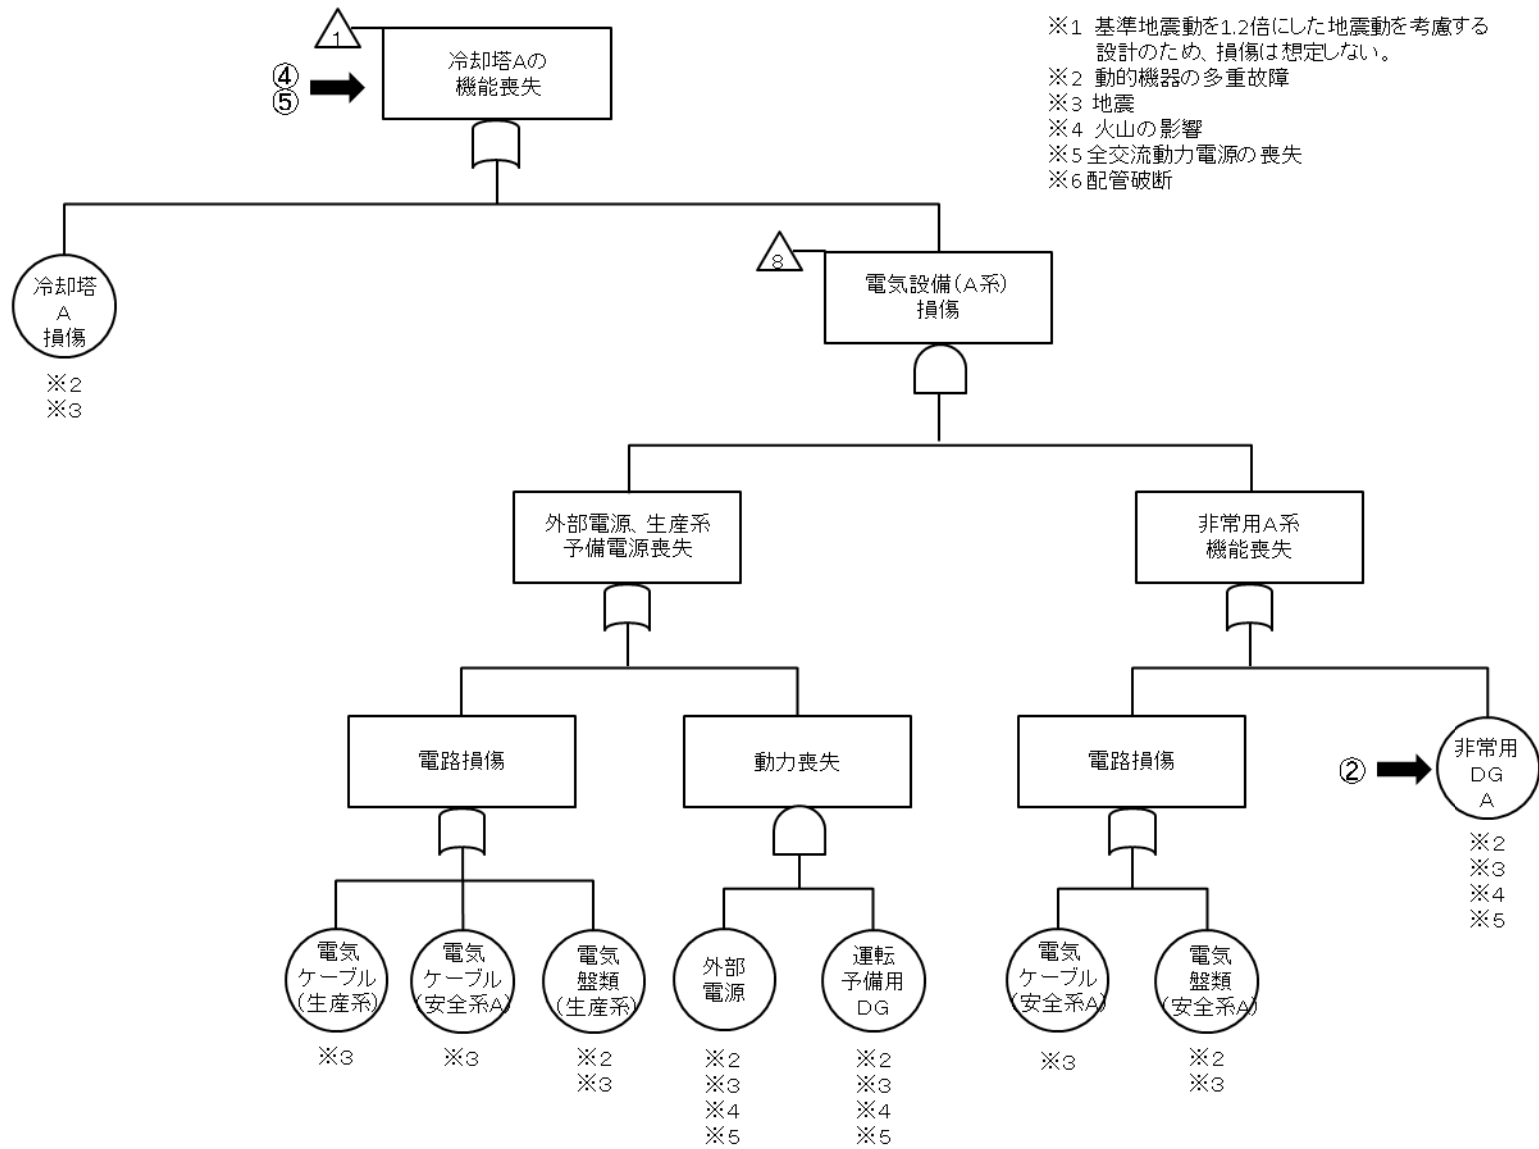 ※1 基準地震動を1.2倍にした地震動を考慮する
設計のため、損傷は想定しない。
※2 動的機器の多重故障
※3 地震
※4 火山の影響
※5 全交流動力電源の喪失
※6 配管破断
1
冷却塔Aの
機能喪失
④
⑤
冷却塔
A
損傷
※2
※3
8
電気設備(A系)
損傷
外部電源、生産系
予備電源喪失
非常用A系
機能喪失
電路損傷
動力喪失
電路損傷
②
非常用
DG
A
※2
※3
※4
※5
電気
ケーブル
(生産系)
※3
電気
ケーブル
(安全系A)
※3
電気
盤類
(生産系)
※2
※3
外部
電源
※2
※3
※4
※5
運転
予備用
DG
※2
※3
※4
※5
電気
ケーブル
(安全系A)
※3
電気
盤類
(安全系A)
※2
※3